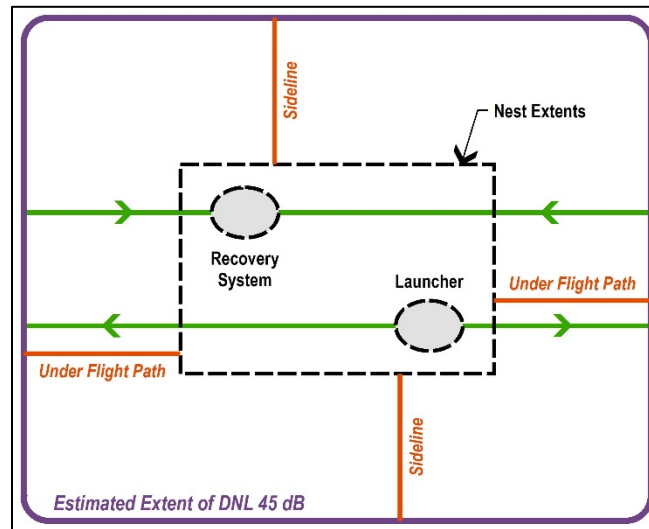 Sideline
Nest Extents
Recovery
System
Launcher
Under Flight Path
Under Flight Path
Sideline
Estimated Extent of DNL 45 dB